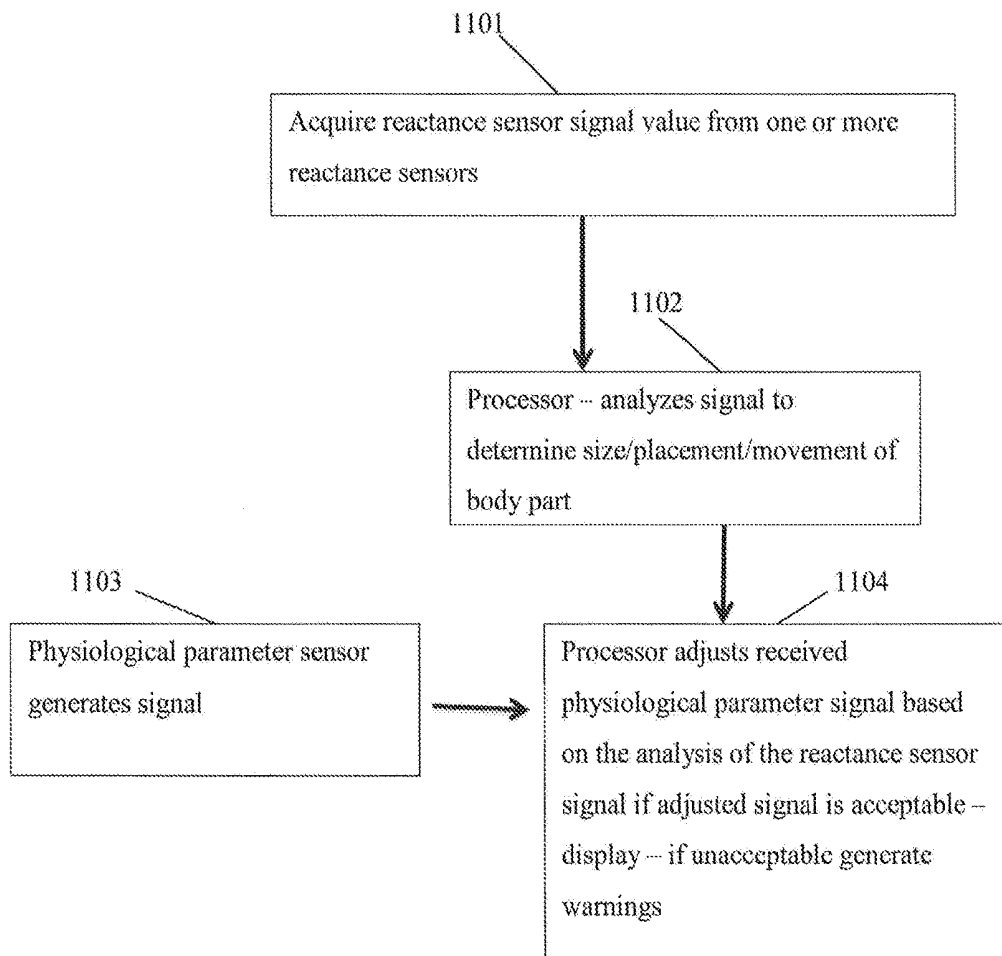 1101
Acquire reactance sensor signal value from one or more
reactance sensors
1102
Processor – analyzes signal to
determine size/placement/movement of
body part
1103
Physiological parameter sensor
generates signal
1104
Processor adjusts received
physiological parameter signal based
on the analysis of the reactance sensor
signal if adjusted signal is acceptable –
display – if unacceptable generate
warnings